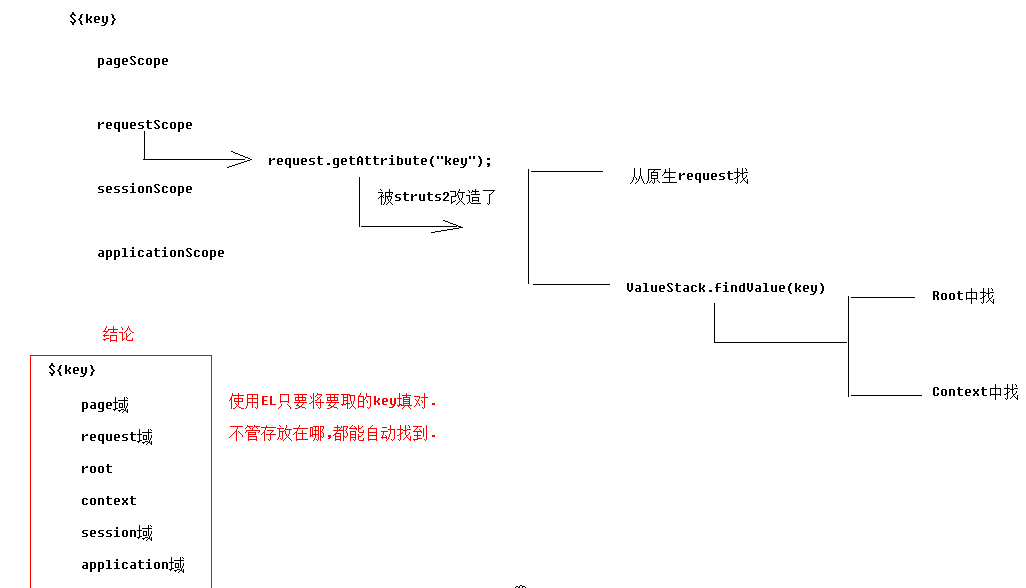 ${key}
pageScope
requestScope
request.getAttribute("key");
从原生request找
sessionScope
被struts2改造了
applicationScope
ValueStack.findValue(key)
Root中找
结论
${key}
Context中找
page域
使用EL只要将要取的key填对.
request域
不管存放在哪,都能自动找到.
root
context
session域
application域